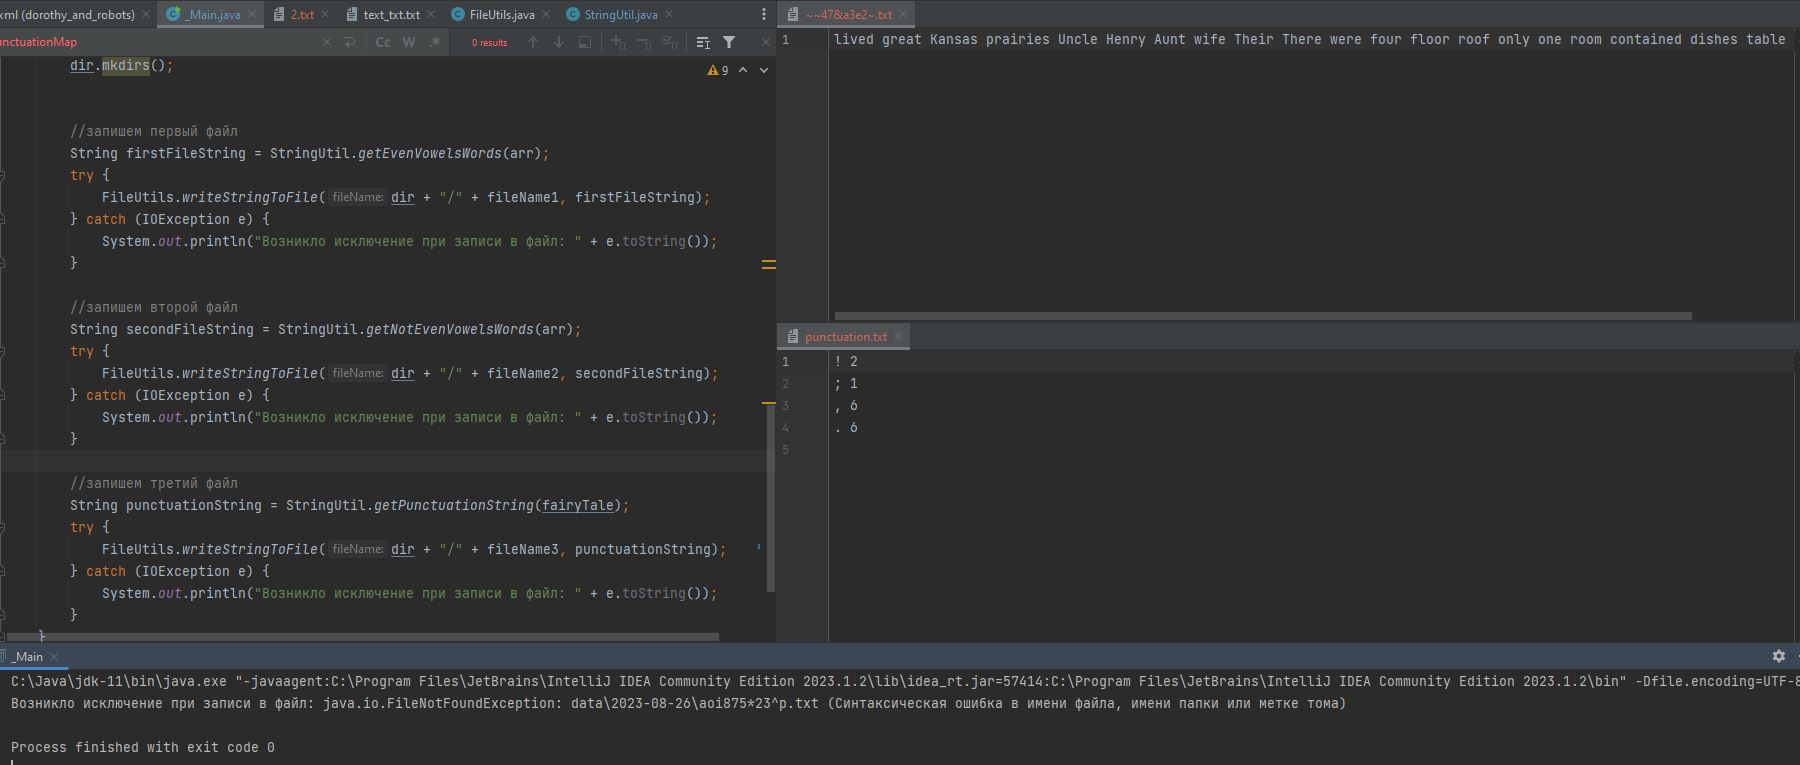 xml (dorothy_and_robots) _Main.java 2.txt text_txt.txt FileUtils.java StringUtil.java
nctuationMap Cc W .* 0 results
dir.mkdirs(); 9
//запишем первый файл
String firstFileString = StringUtil.getEvenVowelsWords(arr);
try {
FileUtils.writeStringToFile( fileName: dir + "/" + fileName1, firstFileString);
} catch (IOException e) {
System.out.println("Возникло исключение при записи в файл: " + e.toString());
}
//запишем второй файл
String secondFileString = StringUtil.getNotEvenVowelsWords(arr);
try {
FileUtils.writeStringToFile( fileName: dir + "/" + fileName2, secondFileString);
} catch (IOException e) {
System.out.println("Возникло исключение при записи в файл: " + e.toString());
}
//запишем третий файл
String punctuationString = StringUtil.getPunctuationString(fairyTale);
try {
FileUtils.writeStringToFile( fileName: dir + "/" + fileName3, punctuationString);
} catch (IOException e) {
System.out.println("Возникло исключение при записи в файл: " + e.toString());
}
}
~~47&a3e2~.txt
1 lived great Kansas prairies Uncle Henry Aunt wife Their There were four floor roof only one room contained dishes table
punctuation.txt
1 ! 2
2 ; 1
3 , 6
4 . 6
5
_Main
C:\Java\jdk-11\bin\java.exe "-javaagent:C:\Program Files\JetBrains\IntelliJ IDEA Community Edition 2023.1.2\lib\idea_rt.jar=57414:C:\Program Files\JetBrains\IntelliJ IDEA Community Edition 2023.1.2\bin" -Dfile.encoding=UTF-8
Возникло исключение при записи в файл: java.io.FileNotFoundException: data\2023-08-26\aoi875*23^p.txt (Синтаксическая ошибка в имени файла, имени папки или метке тома)
Process finished with exit code 0